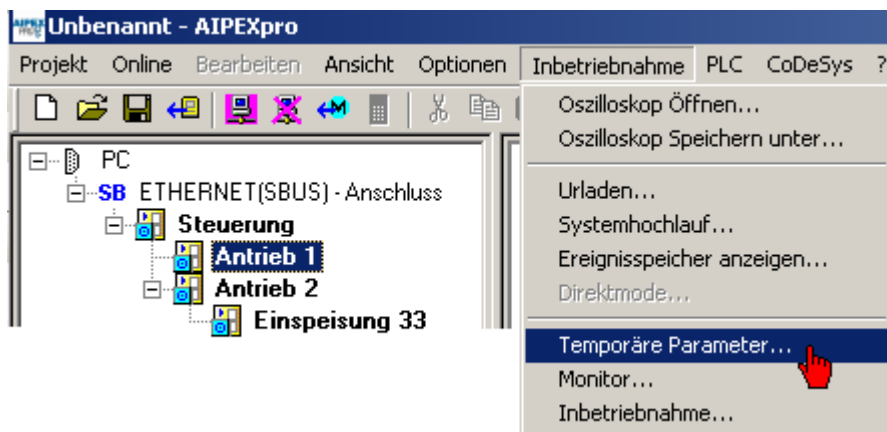 Unbenannt - AIPEXpro
Projekt Online Bearbeiten Ansicht Optionen Inbetriebnahme PLC CoDeSys ?
PC
SB ETHERNET(SBUS) - Anschluss
Steuerung
Antrieb 1
Antrieb 2
Einspeisung 33
Oszilloskop Öffnen...
Oszilloskop Speichern unter...
Urladen...
Systemhochlauf...
Ereignisspeicher anzeigen...
Direktmode...
Temporäre Parameter...
Monitor...
Inbetriebnahme...